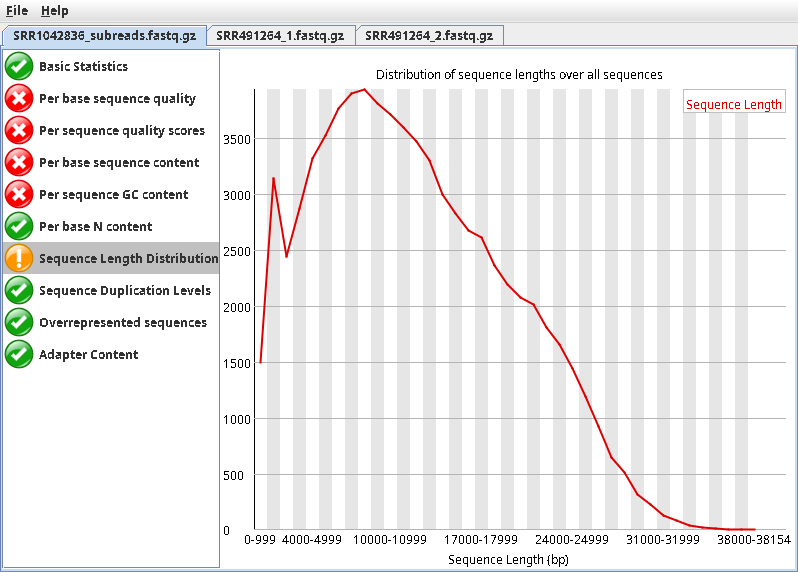 File Help
SRR1042836_subreads.fastq.gz SRR491264_1.fastq.gz SRR491264_2.fastq.gz
Basic Statistics
Per base sequence quality
Per sequence quality scores
Per base sequence content
Per sequence GC content
Per base N content
Sequence Length Distribution
Sequence Duplication Levels
Overrepresented sequences
Adapter Content
Distribution of sequence lengths over all sequences
Sequence Length
3500
3000
2500
2000
1500
1000
500
0
0-999 4000-4999 10000-10999 17000-17999 24000-24999 31000-31999 38000-38154
Sequence Length (bp)